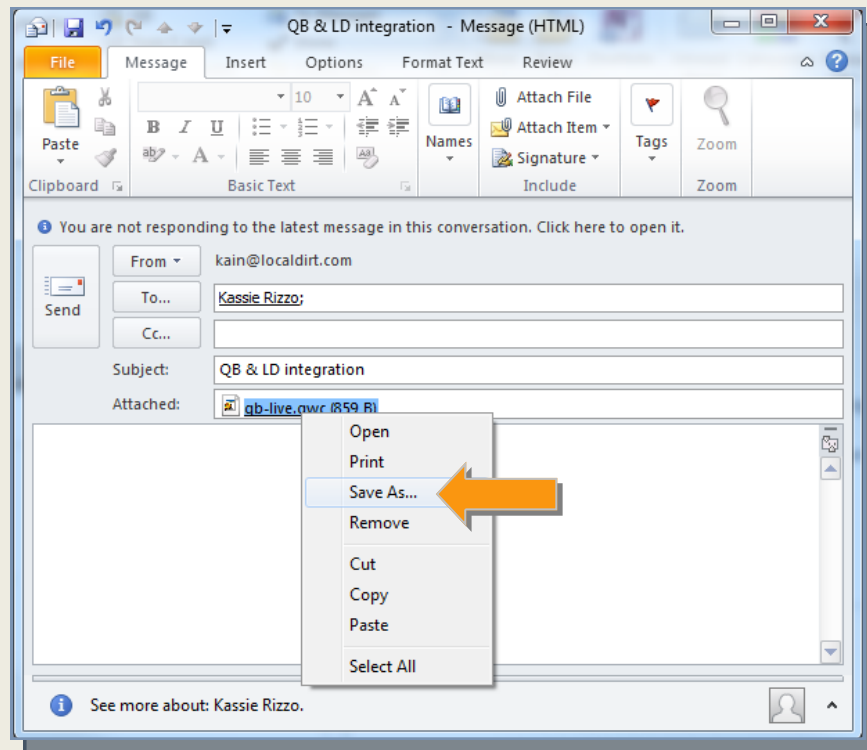 QB & LD integration - Message (HTML)
File Message Insert Options Format Text Review
10 A A Attach File
Paste B I U Names Attach Item Tags Zoom
ab A Aa Signature
Clipboard Basic Text Include Zoom
You are not responding to the latest message in this conversation. Click here to open it.
From kain@localdirt.com
Send To... Kassie Rizzo;
Cc...
Subject: QB & LD integration
Attached: qb-live.qwc (859 B)
Open
Print
Save As...
Remove
Cut
Copy
Paste
Select All
See more about: Kassie Rizzo.